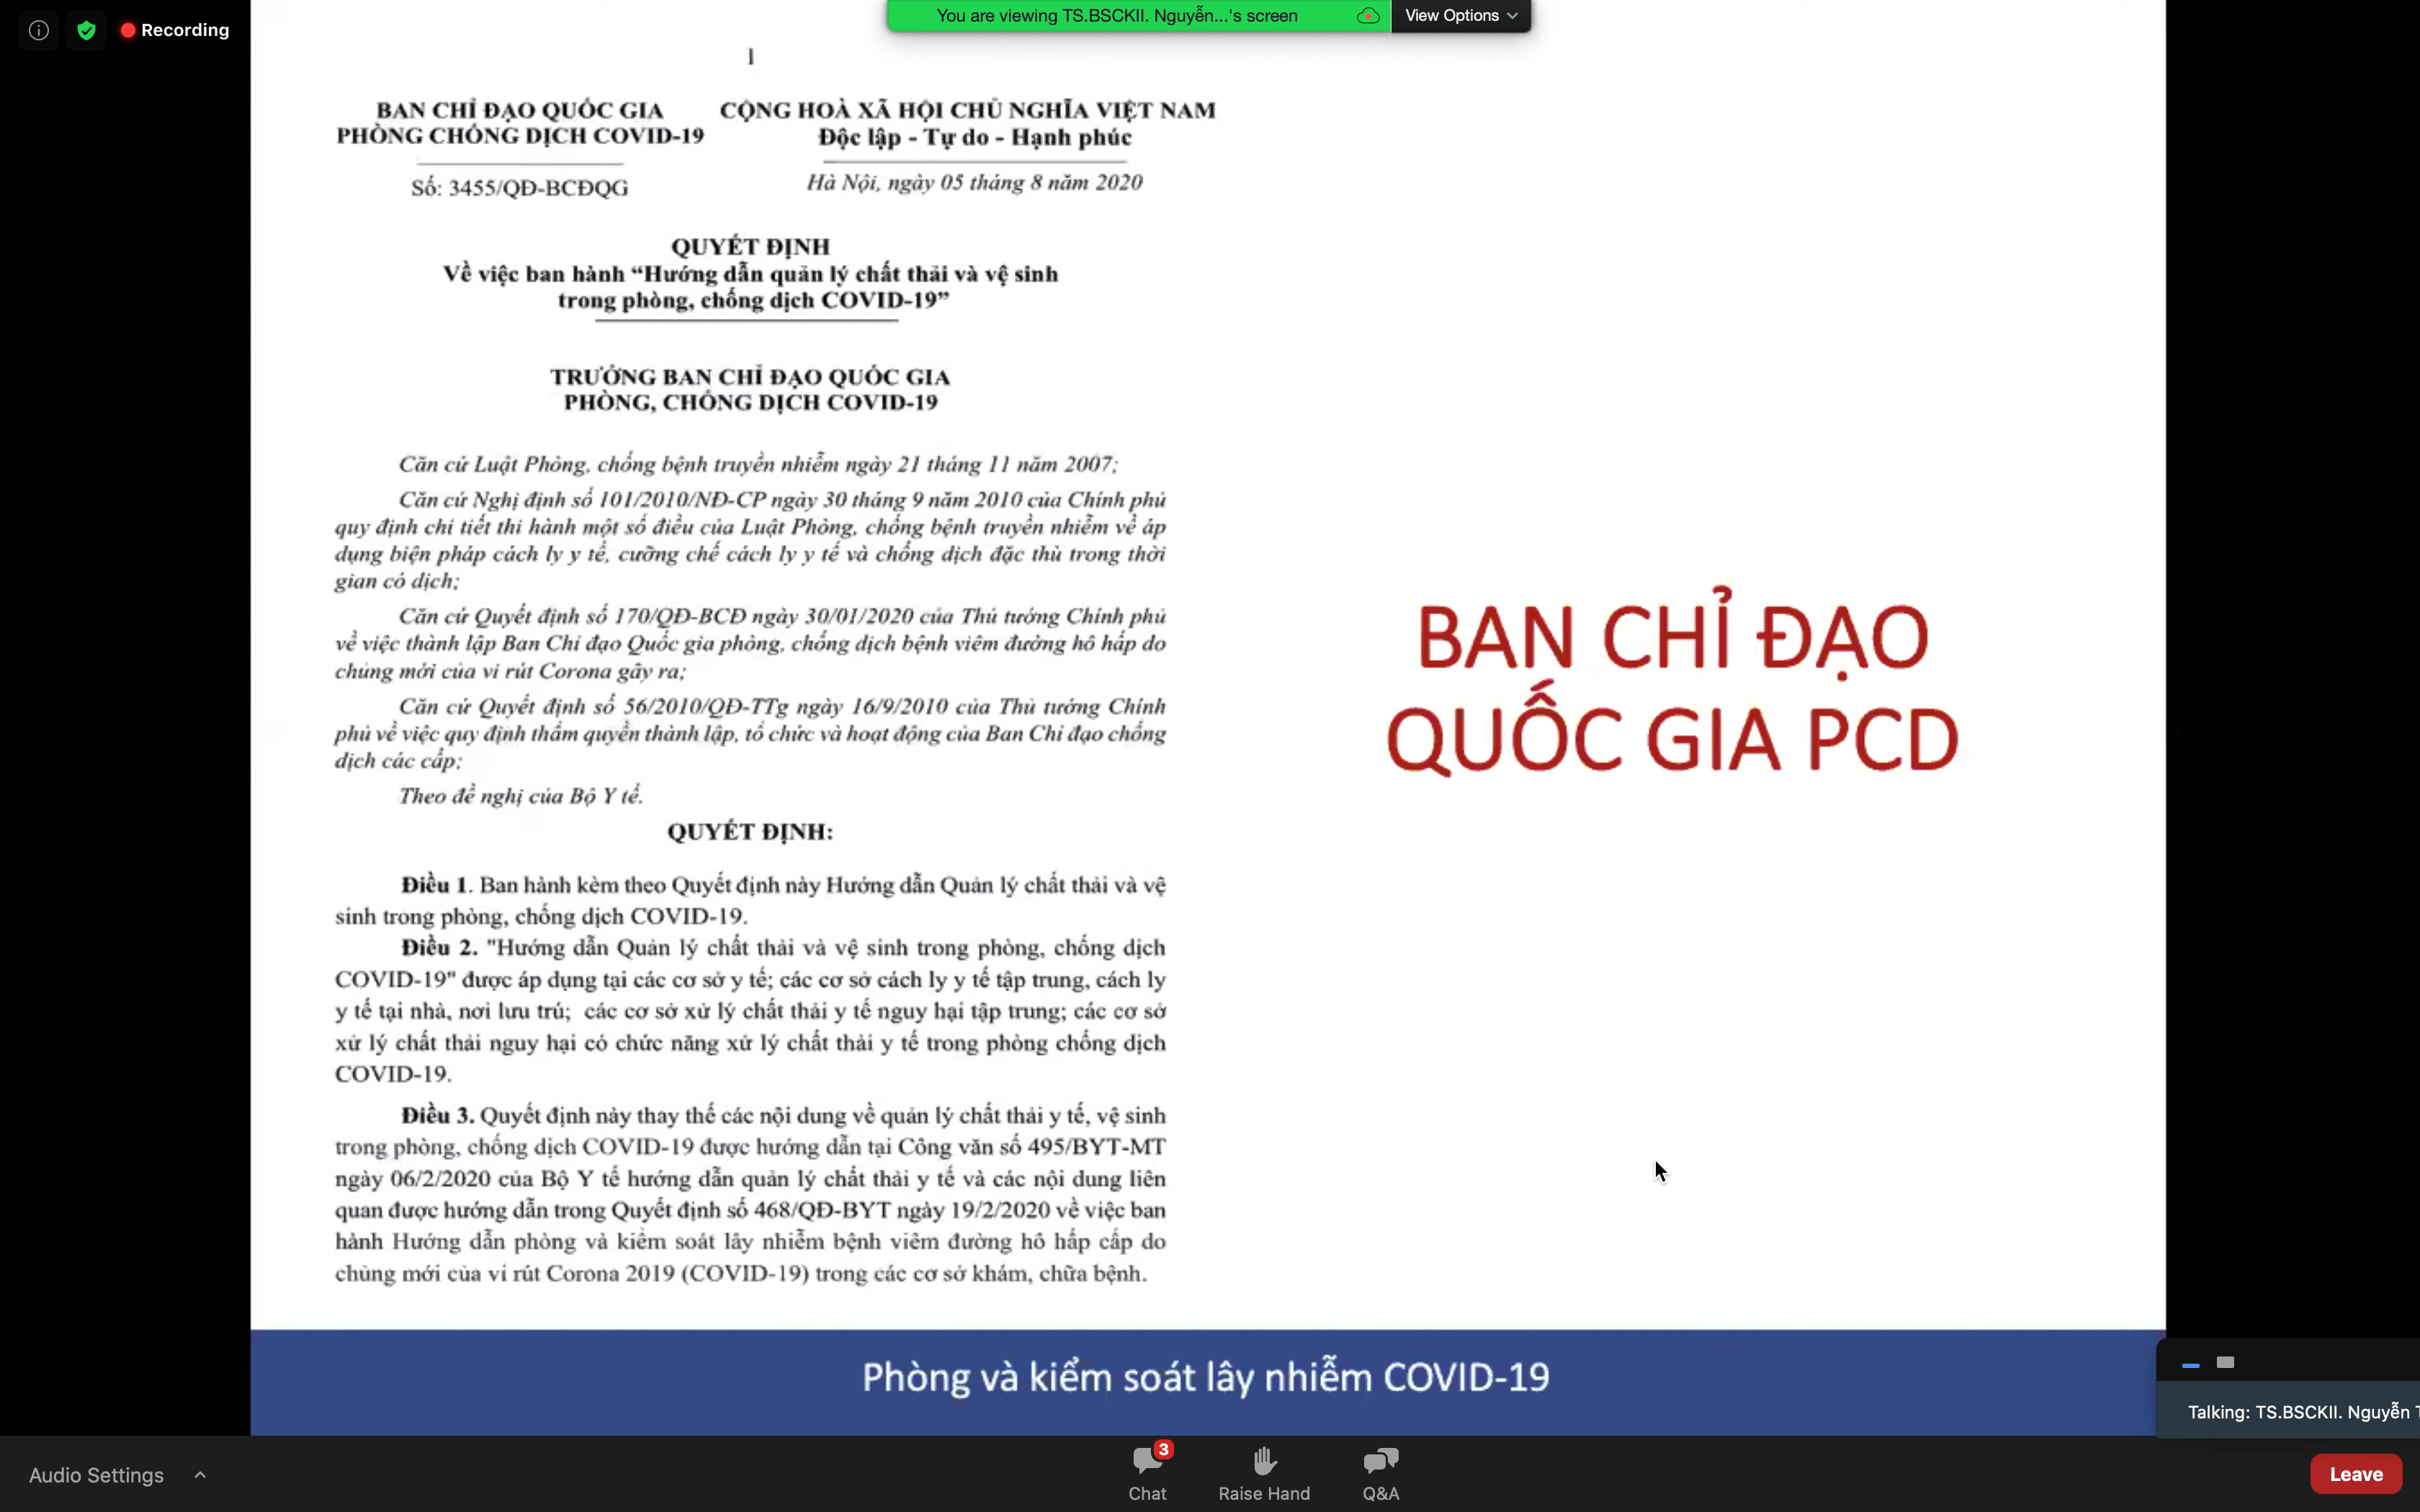 Recording
You are viewing TS.BSCKII. Nguyễn...'s screen
View Options
1
BAN CHỈ ĐẠO QUỐC GIA
PHÒNG CHỐNG DỊCH COVID-19
CỘNG HOÀ XÃ HỘI CHỦ NGHĨA VIỆT NAM
Độc lập - Tự do - Hạnh phúc
Số: 3455/QĐ-BCĐQG
Hà Nội, ngày 05 tháng 8 năm 2020
QUYẾT ĐỊNH
Về việc ban hành “Hướng dẫn quản lý chất thải và vệ sinh
trong phòng, chống dịch COVID-19”
TRƯỞNG BAN CHỈ ĐẠO QUỐC GIA
PHÒNG, CHỐNG DỊCH COVID-19
Căn cứ Luật Phòng, chống bệnh truyền nhiễm ngày 21 tháng 11 năm 2007;
Căn cứ Nghị định số 101/2010/NĐ-CP ngày 30 tháng 9 năm 2010 của Chính phủ
quy định chi tiết thi hành một số điều của Luật Phòng, chống bệnh truyền nhiễm về áp
dụng biện pháp cách ly y tế, cưỡng chế cách ly y tế và chống dịch đặc thù trong thời
gian có dịch;
Căn cứ Quyết định số 170/QĐ-BCĐ ngày 30/01/2020 của Thủ tướng Chính phủ
về việc thành lập Ban Chỉ đạo Quốc gia phòng, chống dịch bệnh viêm đường hô hấp do
chủng mới của vi rút Corona gây ra;
Căn cứ Quyết định số 56/2010/QĐ-TTg ngày 16/9/2010 của Thủ tướng Chính
phủ về việc quy định thẩm quyền thành lập, tổ chức và hoạt động của Ban Chỉ đạo chống
dịch các cấp;
Theo đề nghị của Bộ Y tế.
QUYẾT ĐỊNH:
Điều 1. Ban hành kèm theo Quyết định này Hướng dẫn Quản lý chất thải và vệ
sinh trong phòng, chống dịch COVID-19.
Điều 2. "Hướng dẫn Quản lý chất thải và vệ sinh trong phòng, chống dịch
COVID-19" được áp dụng tại các cơ sở y tế; các cơ sở cách ly y tế tập trung, cách ly
y tế tại nhà, nơi lưu trú; các cơ sở xử lý chất thải y tế nguy hại tập trung; các cơ sở
xử lý chất thải nguy hại có chức năng xử lý chất thải y tế trong phòng chống dịch
COVID-19.
Điều 3. Quyết định này thay thế các nội dung về quản lý chất thải y tế, vệ sinh
trong phòng, chống dịch COVID-19 được hướng dẫn tại Công văn số 495/BYT-MT
ngày 06/2/2020 của Bộ Y tế hướng dẫn quản lý chất thải y tế và các nội dung liên
quan được hướng dẫn trong Quyết định số 468/QĐ-BYT ngày 19/2/2020 về việc ban
hành Hướng dẫn phòng và kiểm soát lây nhiễm bệnh viêm đường hô hấp cấp do
chủng mới của vi rút Corona 2019 (COVID-19) trong các cơ sở khám, chữa bệnh.
BAN CHỈ ĐẠO
QUỐC GIA PCD
Phòng và kiểm soát lây nhiễm COVID-19
Talking: TS.BSCKII. Nguyễn T
Audio Settings
3
Chat
Raise Hand
Q&A
Leave